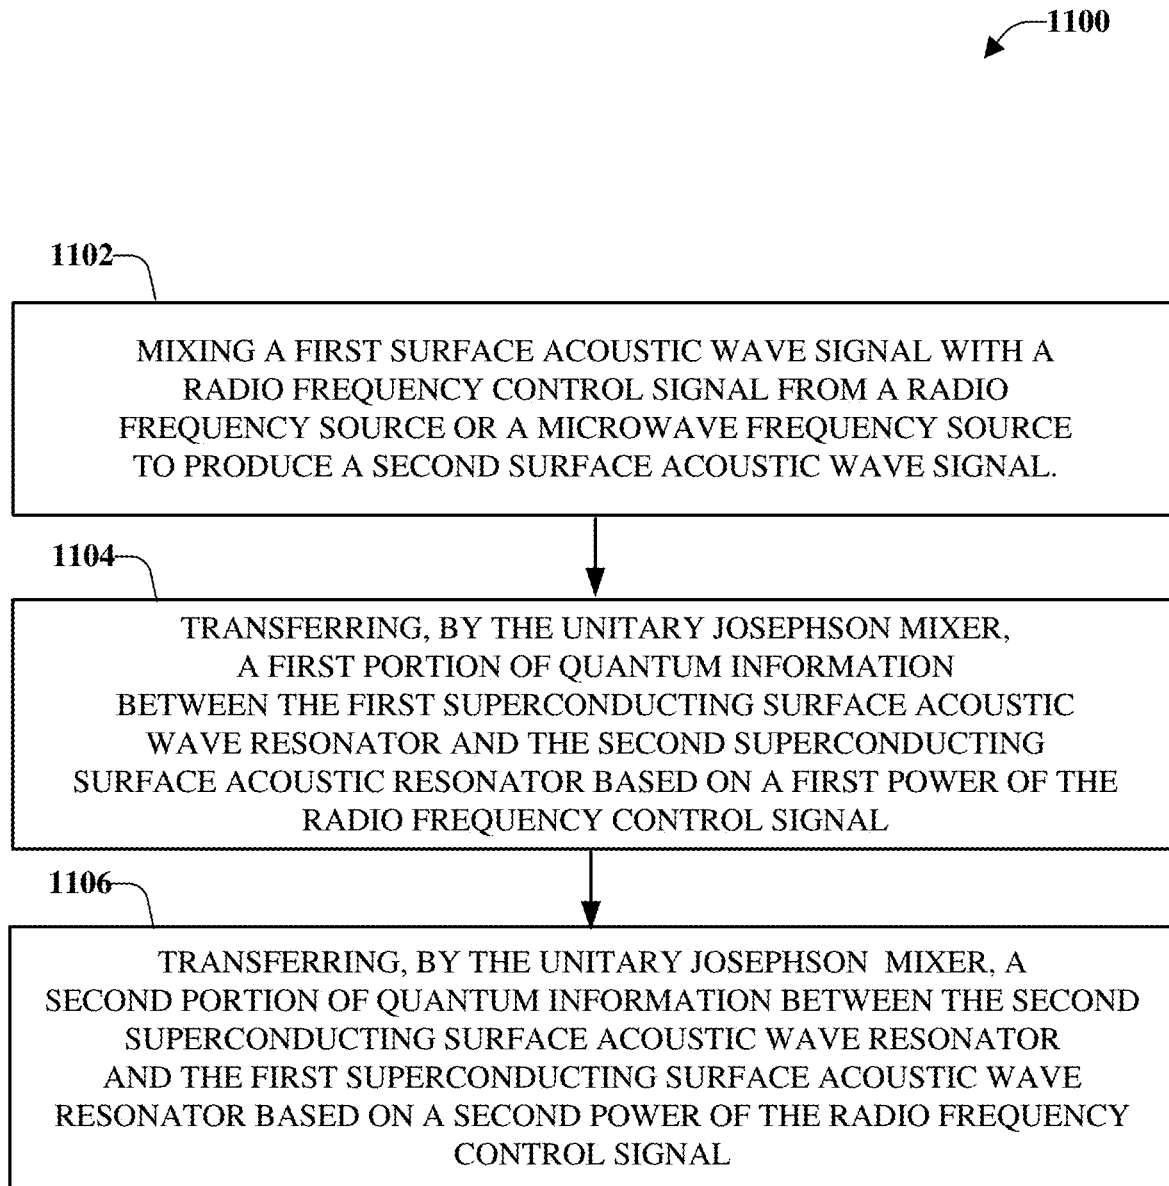 1100
1102
MIXING A FIRST SURFACE ACOUSTIC WAVE SIGNAL WITH A
RADIO FREQUENCY CONTROL SIGNAL FROM A RADIO
FREQUENCY SOURCE OR A MICROWAVE FREQUENCY SOURCE
TO PRODUCE A SECOND SURFACE ACOUSTIC WAVE SIGNAL.
1104
TRANSFERRING, BY THE UNITARY JOSEPHSON MIXER,
A FIRST PORTION OF QUANTUM INFORMATION
BETWEEN THE FIRST SUPERCONDUCTING SURFACE ACOUSTIC
WAVE RESONATOR AND THE SECOND SUPERCONDUCTING
SURFACE ACOUSTIC RESONATOR BASED ON A FIRST POWER OF THE
RADIO FREQUENCY CONTROL SIGNAL
1106
TRANSFERRING, BY THE UNITARY JOSEPHSON MIXER, A
SECOND PORTION OF QUANTUM INFORMATION BETWEEN THE SECOND
SUPERCONDUCTING SURFACE ACOUSTIC WAVE RESONATOR
AND THE FIRST SUPERCONDUCTING SURFACE ACOUSTIC WAVE
RESONATOR BASED ON A SECOND POWER OF THE RADIO FREQUENCY
CONTROL SIGNAL